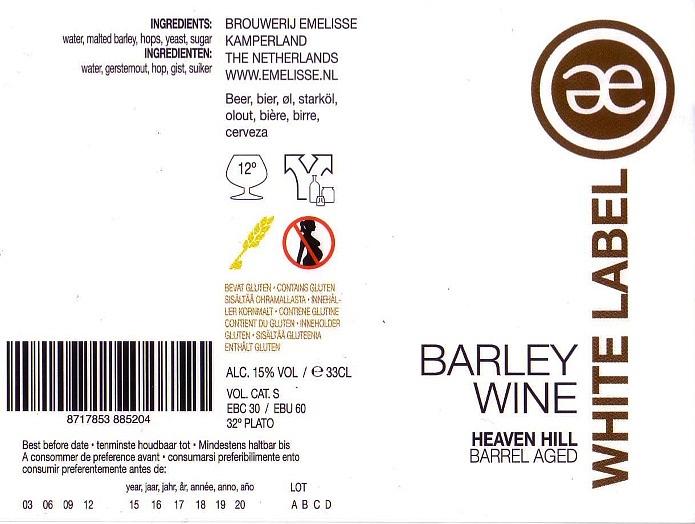 INGREDIENTS:
water, malted barley, hops, yeast, sugar
INGREDIENTEN:
water, gerstemout, hop, gist, suiker
BROUWERIJ EMELISSE
KAMPERLAND
THE NETHERLANDS
WWW.EMELISSE.NL
Beer, bier, øl, starköl,
olout, bière, birre,
cerveza
12º
BEVAT GLUTEN • CONTAINS GLUTEN
SISÄLTÄÄ OHRAMALLASTA • INNEHÅL-
LER KORNMALT • CONTIENE GLUTINE
CONTIENT DU GLUTEN • INNEHOLDER
GLUTEN • SISÄLTÄÄ GLUTEENIA
ENTHÄLT GLUTEN
ALC. 15% VOL / ℮ 33CL
VOL. CAT. S
EBC 30 / EBU 60
32º PLATO
8717853 885204
Best before date • tenminste houdbaar tot • Mindestens haltbar bis
A consommer de preference avant • consumarsi preferibilimente ento
consumir preferentemente antes de:
year, jaar, jahr, år, année, anno, año LOT
03 06 09 12 15 16 17 18 19 20 A B C D
æ
WHITE LABEL
BARLEY
WINE
HEAVEN HILL
BARREL AGED